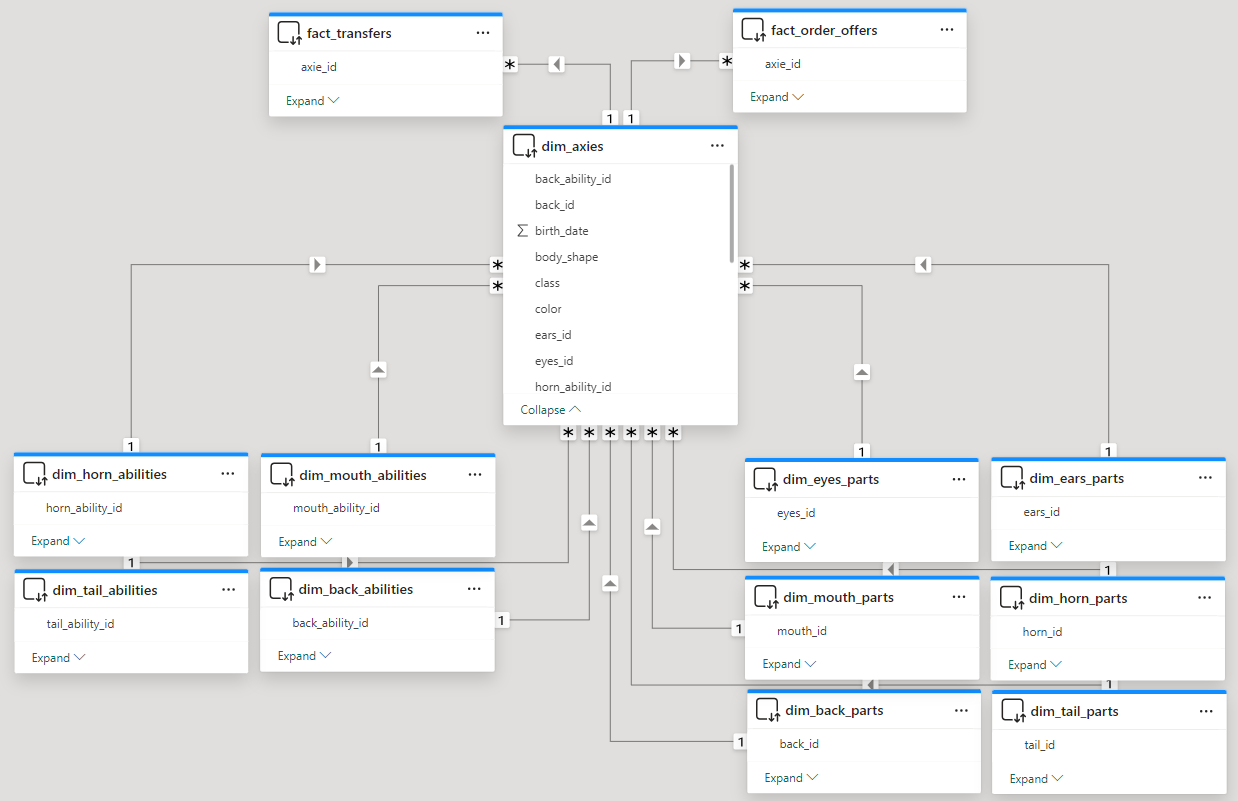 fact_transfers
axie_id
Expand
fact_order_offers
axie_id
Expand
*
*
1
1
dim_axies
back_ability_id
back_id
Σ birth_date
body_shape
class
color
ears_id
eyes_id
horn_ability_id
Collapse
*
*
*
*
* * * * * *
1
dim_horn_abilities
horn_ability_id
Expand
1
dim_mouth_abilities
mouth_ability_id
Expand
1
dim_eyes_parts
eyes_id
Expand
1
dim_ears_parts
ears_id
Expand
1
dim_tail_abilities
tail_ability_id
Expand
dim_back_abilities
back_ability_id
Expand
1
dim_mouth_parts
mouth_id
Expand
1
1
dim_horn_parts
horn_id
Expand
dim_back_parts
back_id
Expand
1
1
dim_tail_parts
tail_id
Expand